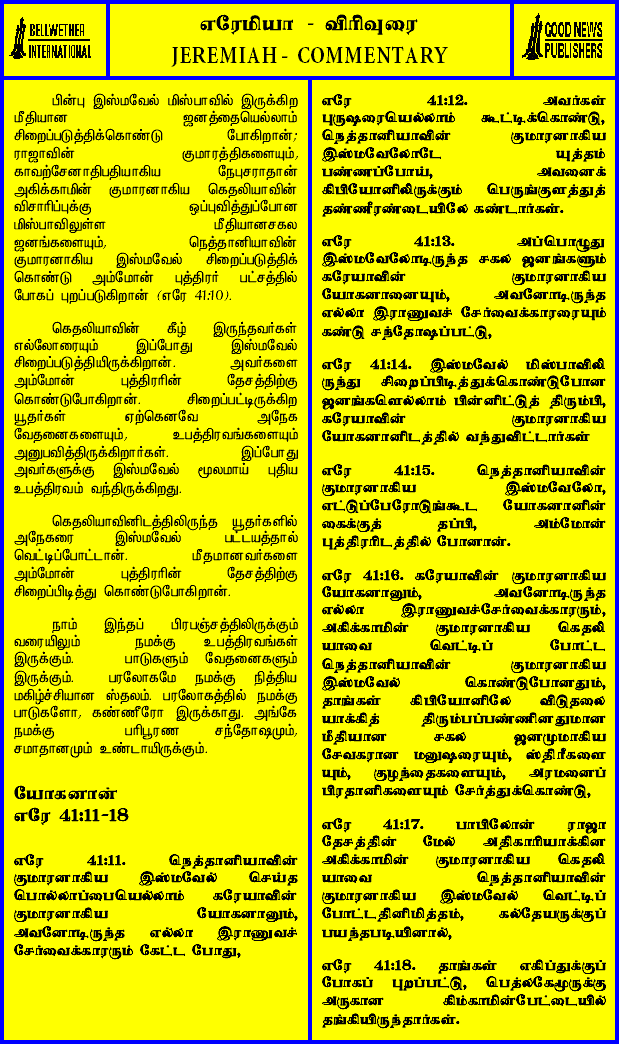 BELLWETHER
INTERNATIONAL
எரேமியா - விரிவுரை
JEREMIAH - COMMENTARY
GOOD NEWS
PUBLISHERS
பின்பு இஸ்மவேல் மிஸ்பாவில் இருக்கிற
மீதியான ஜனத்தையெல்லாம்
சிறைப்படுத்திக்கொண்டு போகிறான்;
ராஜாவின் குமாரத்திகளையும்,
காவற்சேனாதிபதியாகிய நேபுசராதான்
அகிக்காமின் குமாரனாகிய கெதலியாவின்
விசாரிப்புக்கு ஒப்புவித்துப்போன
மிஸ்பாவிலுள்ள மீதியானசகல
ஜனங்களையும், நெத்தானியாவின்
குமாரனாகிய இஸ்மவேல் சிறைப்படுத்திக்
கொண்டு அம்மோன் புத்திரர் பட்சத்தில்
போகப் புறப்படுகிறான் (எரே 41:10).
கெதலியாவின் கீழ் இருந்தவர்கள்
எல்லோரையும் இப்போது இஸ்மவேல்
சிறைப்படுத்தியிருக்கிறான். அவர்களை
அம்மோன் புத்திரரின் தேசத்திற்கு
கொண்டுபோகிறான். சிறைப்பட்டிருக்கிற
யூதர்கள் ஏற்கெனவே அநேக
வேதனைகளையும், உபத்திரவங்களையும்
அனுபவித்திருக்கிறார்கள். இப்போது
அவர்களுக்கு இஸ்மவேல் மூலமாய் புதிய
உபத்திரவம் வந்திருக்கிறது.
கெதலியாவினிடத்திலிருந்த யூதர்களில்
அநேகரை இஸ்மவேல் பட்டயத்தால்
வெட்டிப்போட்டான். மீதமானவர்களை
அம்மோன் புத்திரரின் தேசத்திற்கு
சிறைப்பிடித்து கொண்டுபோகிறான்.
நாம் இந்தப் பிரபஞ்சத்திலிருக்கும்
வரையிலும் நமக்கு உபத்திரவங்கள்
இருக்கும். பாடுகளும் வேதனைகளும்
இருக்கும். பரலோகமே நமக்கு நித்திய
மகிழ்ச்சியான ஸ்தலம். பரலோகத்தில் நமக்கு
பாடுகளோ, கண்ணீரோ இருக்காது. அங்கே
நமக்கு பரிபூரண சந்தோஷமும்,
சமாதானமும் உண்டாயிருக்கும்.
யோகனான்
எரே 41:11-18
எரே 41:11. நெத்தானியாவின்
குமாரனாகிய இஸ்மவேல் செய்த
பொல்லாப்பையெல்லாம் கரேயாவின்
குமாரனாகிய யோகனானும்,
அவனோடிருந்த எல்லா இராணுவச்
சேர்வைக்காரரும் கேட்ட போது,
எரே 41:12. அவர்கள்
புருஷரையெல்லாம் கூட்டிக்கொண்டு,
நெத்தானியாவின் குமாரனாகிய
இஸ்மவேலோடே யுத்தம்
பண்ணப்போய், அவனைக்
கிபியோனிலிருக்கும் பெருங்குளத்துத்
தண்ணீரண்டையிலே கண்டார்கள்.
எரே 41:13. அப்பொழுது
இஸ்மவேலோடிருந்த சகல ஜனங்களும்
கரேயாவின் குமாரனாகிய
யோகனானையும், அவனோடிருந்த
எல்லா இராணுவச் சேர்வைக்காரரையும்
கண்டு சந்தோஷப்பட்டு,
எரே 41:14. இஸ்மவேல் மிஸ்பாவிலி
ருந்து சிறைப்பிடித்துக்கொண்டுபோன
ஜனங்களெல்லாம் பின்னிட்டுத் திரும்பி,
கரேயாவின் குமாரனாகிய
யோகனானிடத்தில் வந்துவிட்டார்கள்
எரே 41:15. நெத்தானியாவின்
குமாரனாகிய இஸ்மவேலோ,
எட்டுப்பேரோடுங்கூட யோகனானின்
கைக்குத் தப்பி, அம்மோன்
புத்திரரிடத்தில் போனான்.
எரே 41:16. கரேயாவின் குமாரனாகிய
யோகனானும், அவனோடிருந்த
எல்லா இராணுவச்சேர்வைக்காரரும்,
அகிக்காமின் குமாரனாகிய கெதலி
யாவை வெட்டிப் போட்ட
நெத்தானியாவின் குமாரனாகிய
இஸ்மவேல் கொண்டுபோனதும்,
தாங்கள் கிபியோனிலே விடுதலை
யாக்கித் திரும்பப்பண்ணினதுமான
மீதியான சகல ஜனமுமாகிய
சேவகரான மனுஷரையும், ஸ்திரீகளை
யும், குழந்தைகளையும், அரமனைப்
பிரதானிகளையும் சேர்த்துக்கொண்டு,
எரே 41:17. பாபிலோன் ராஜா
தேசத்தின் மேல் அதிகாரியாக்கின
அகிக்காமின் குமாரனாகிய கெதலி
யாவை நெத்தானியாவின்
குமாரனாகிய இஸ்மவேல் வெட்டிப்
போட்டதினிமித்தம், கல்தேயருக்குப்
பயந்தபடியினால்,
எரே 41:18. தாங்கள் எகிப்துக்குப்
போகப் புறப்பட்டு, பெத்லகேமுருக்கு
அருகான கிம்காமின்பேட்டையில்
தங்கியிருந்தார்கள்.